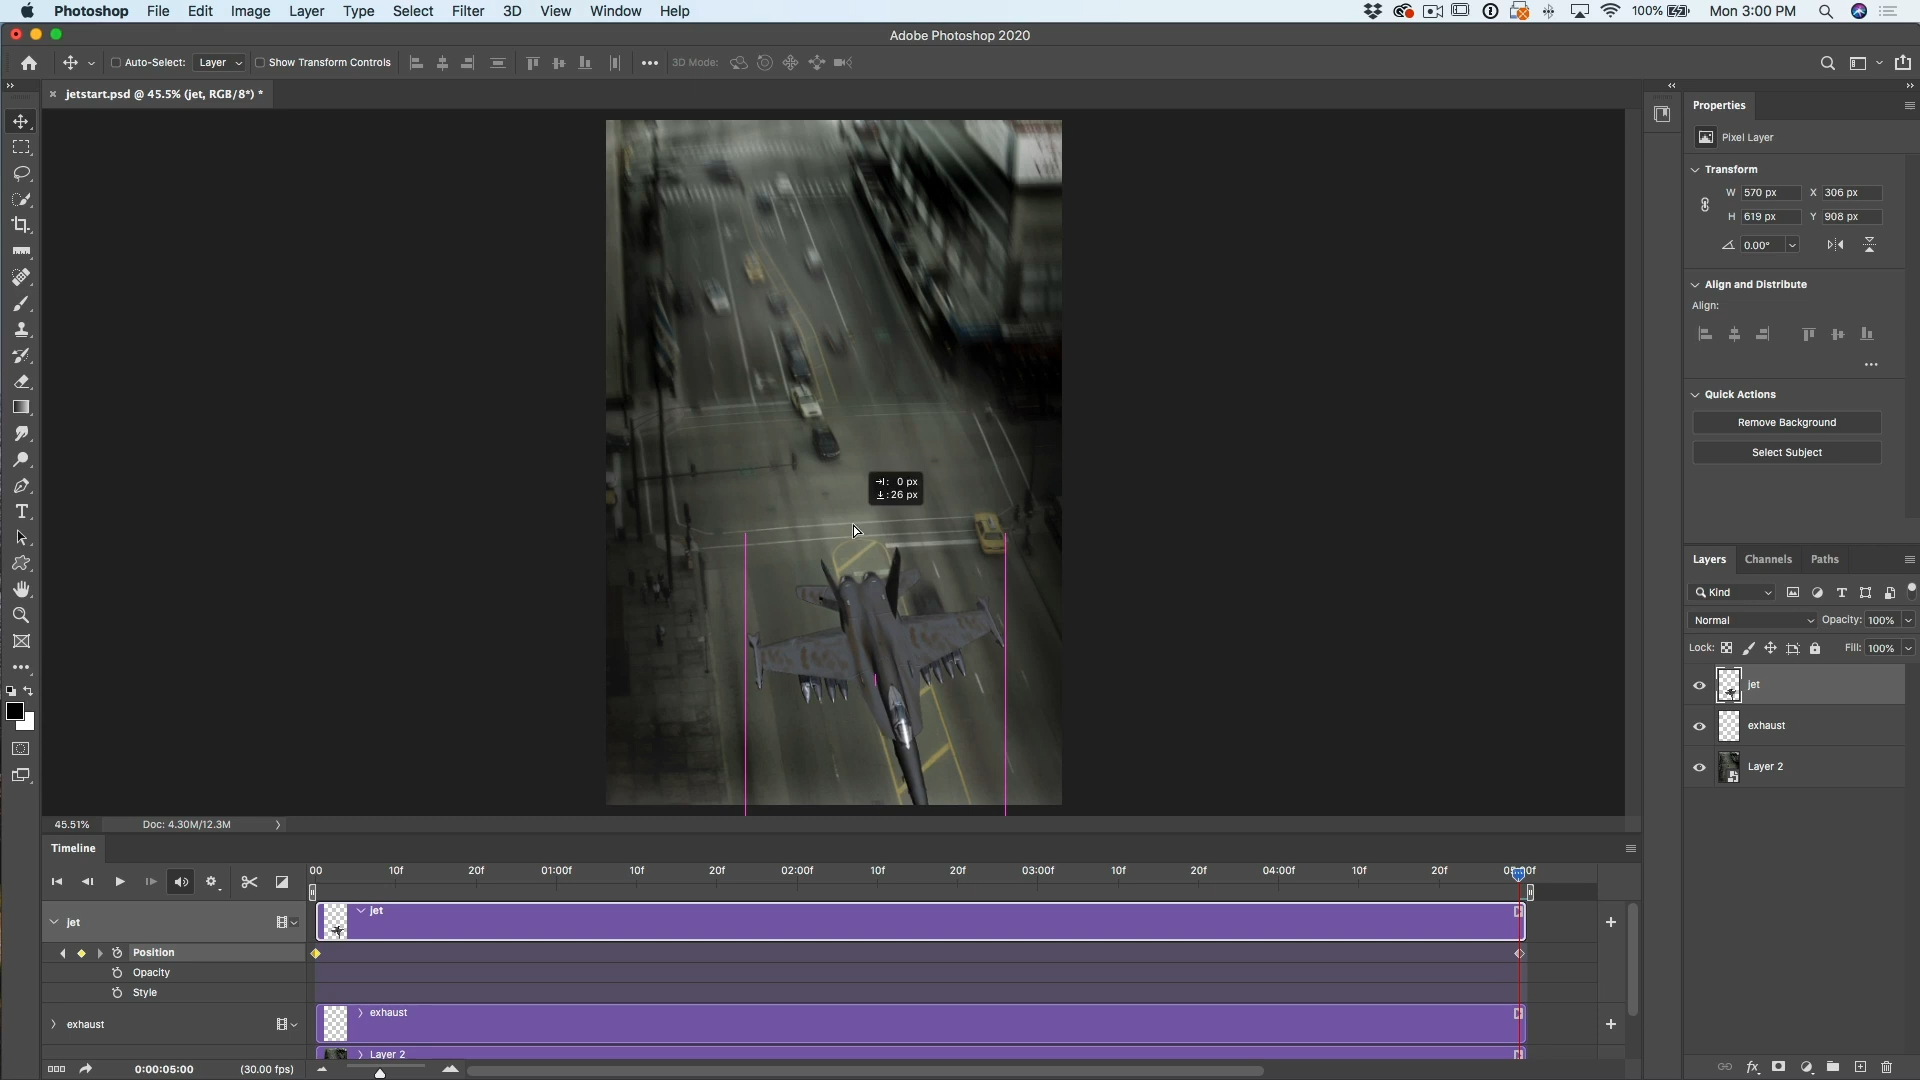 Photoshop File Edit Image Layer Type Select Filter 3D View Window Help 100% Mon 3:00 PM
Adobe Photoshop 2020
Auto-Select: Layer Show Transform Controls 3D Mode:
jetstart.psd @ 45.5% (jet, RGB/8*) *
Properties
Pixel Layer
Transform
W 570 px X 306 px
H 619 px Y 908 px
0.00°
Align and Distribute
Align:
Quick Actions
Remove Background
Select Subject
→: 0 px
↓: 26 px
Layers Channels Paths
Kind
Normal Opacity: 100%
Lock: Fill: 100%
jet
exhaust
Layer 2
45.51% Doc: 4.30M/12.3M
Timeline
00 10f 20f 01:00f 10f 20f 02:00f 10f 20f 03:00f 10f 20f 04:00f 10f 20f 05:00f
jet jet
Position
Opacity
Style
exhaust exhaust
Layer 2
0:00:05:00 (30.00 fps)